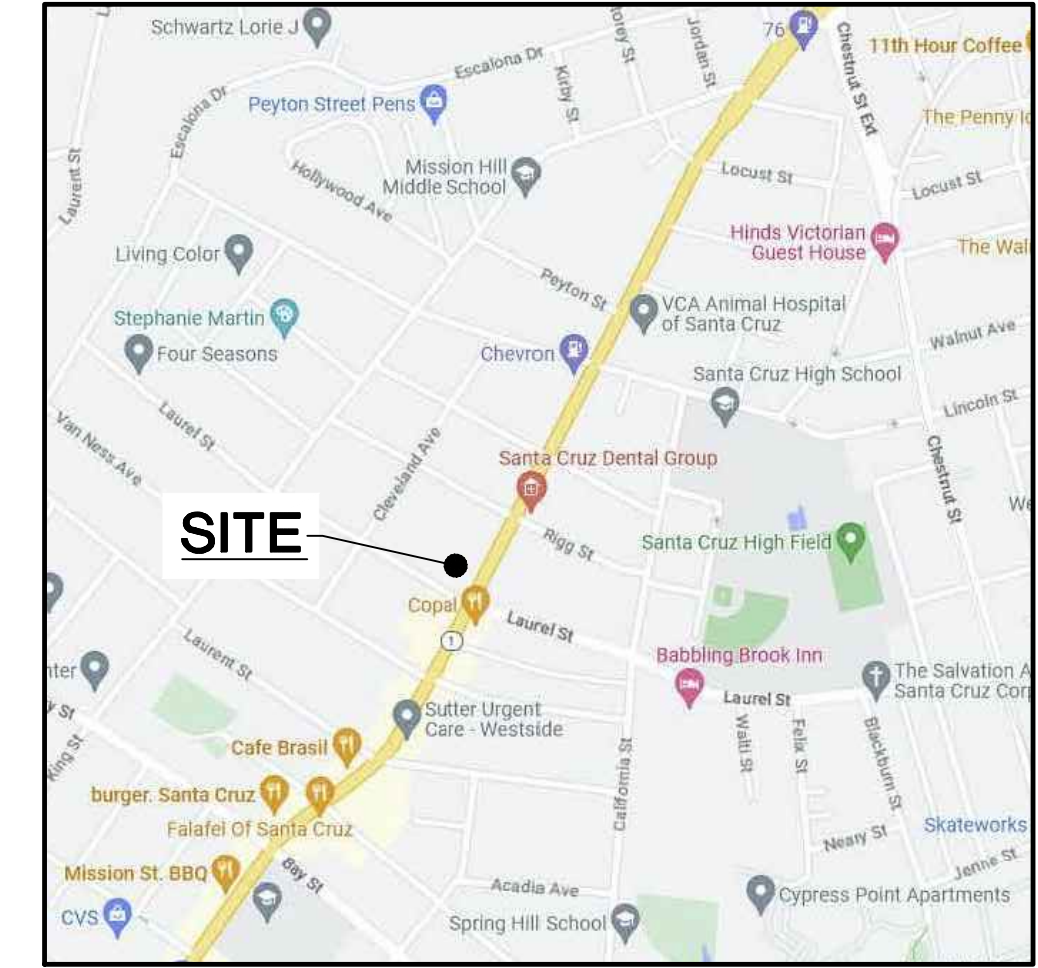 Schwartz Lorie J
76
11th Hour Coffee
Escalona Dr
Kirby St
Jordan St
Chestnut St Ext
Peyton Street Pens
Escalona Dr
The Penny
Laurent St
Mission Hill
Middle School
Hollywood Ave
Locust St
Locust St
Hinds Victorian
Guest House
The Wal
Living Color
Peyton St
VCA Animal Hospital
of Santa Cruz
Stephanie Martin
Four Seasons
Chevron
Walnut Ave
Santa Cruz High School
Lincoln St
Laurel St
Van Ness Ave
Cleveland Ave
Santa Cruz Dental Group
Chestnut St
We
SITE
Rigg St
Santa Cruz High Field
Copal
Laurel St
1
Laurent St
Babbling Brook Inn
nter
The Salvation A
Santa Cruz Corp
Laurel St
y St
King St
Sutter Urgent
Care - Westside
Walti St
Felix St
Blackburn St
California St
Cafe Brasil
burger. Santa Cruz
Falafel Of Santa Cruz
Skateworks
Neary St
Jenne St
Mission St. BBQ
Bay St
Acadia Ave
Cypress Point Apartments
CVS
Spring Hill School